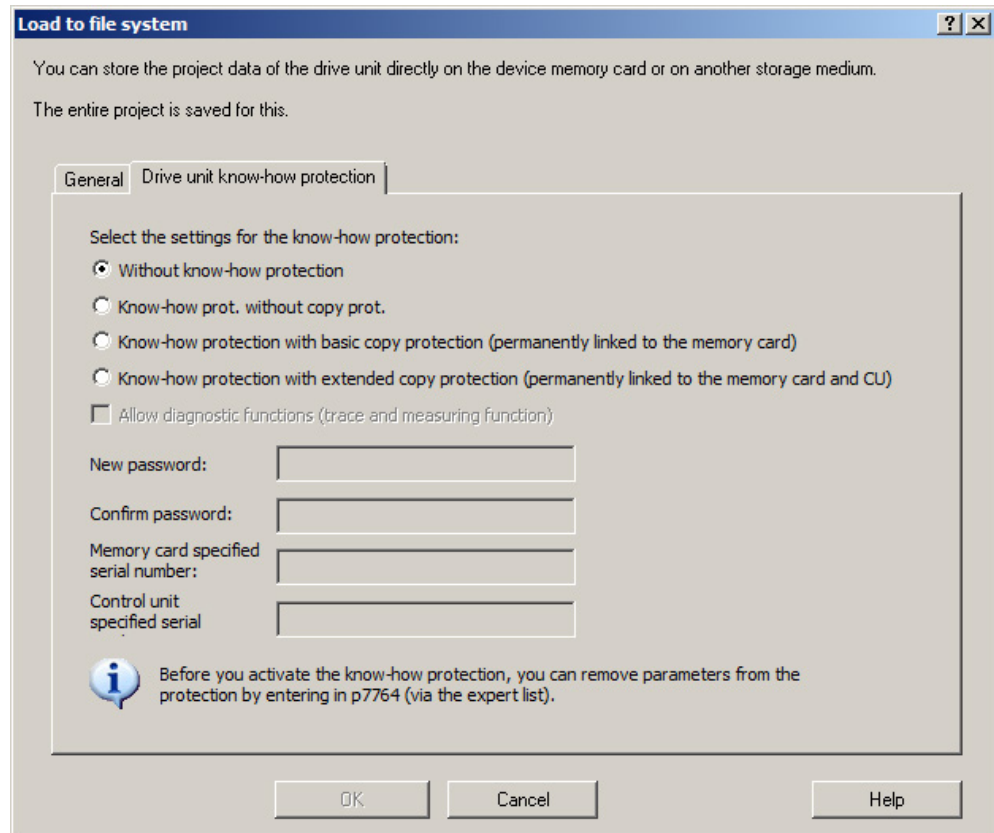 Load to file system
You can store the project data of the drive unit directly on the device memory card or on another storage medium.
The entire project is saved for this.
General
Drive unit know-how protection
Select the settings for the know-how protection:
Without know-how protection
Know-how prot. without copy prot.
Know-how protection with basic copy protection (permanently linked to the memory card)
Know-how protection with extended copy protection (permanently linked to the memory card and CU)
Allow diagnostic functions (trace and measuring function)
New password:
Confirm password:
Memory card specified
serial number:
Control unit
specified serial
Before you activate the know-how protection, you can remove parameters from the
protection by entering in p7764 (via the expert list).
OK
Cancel
Help